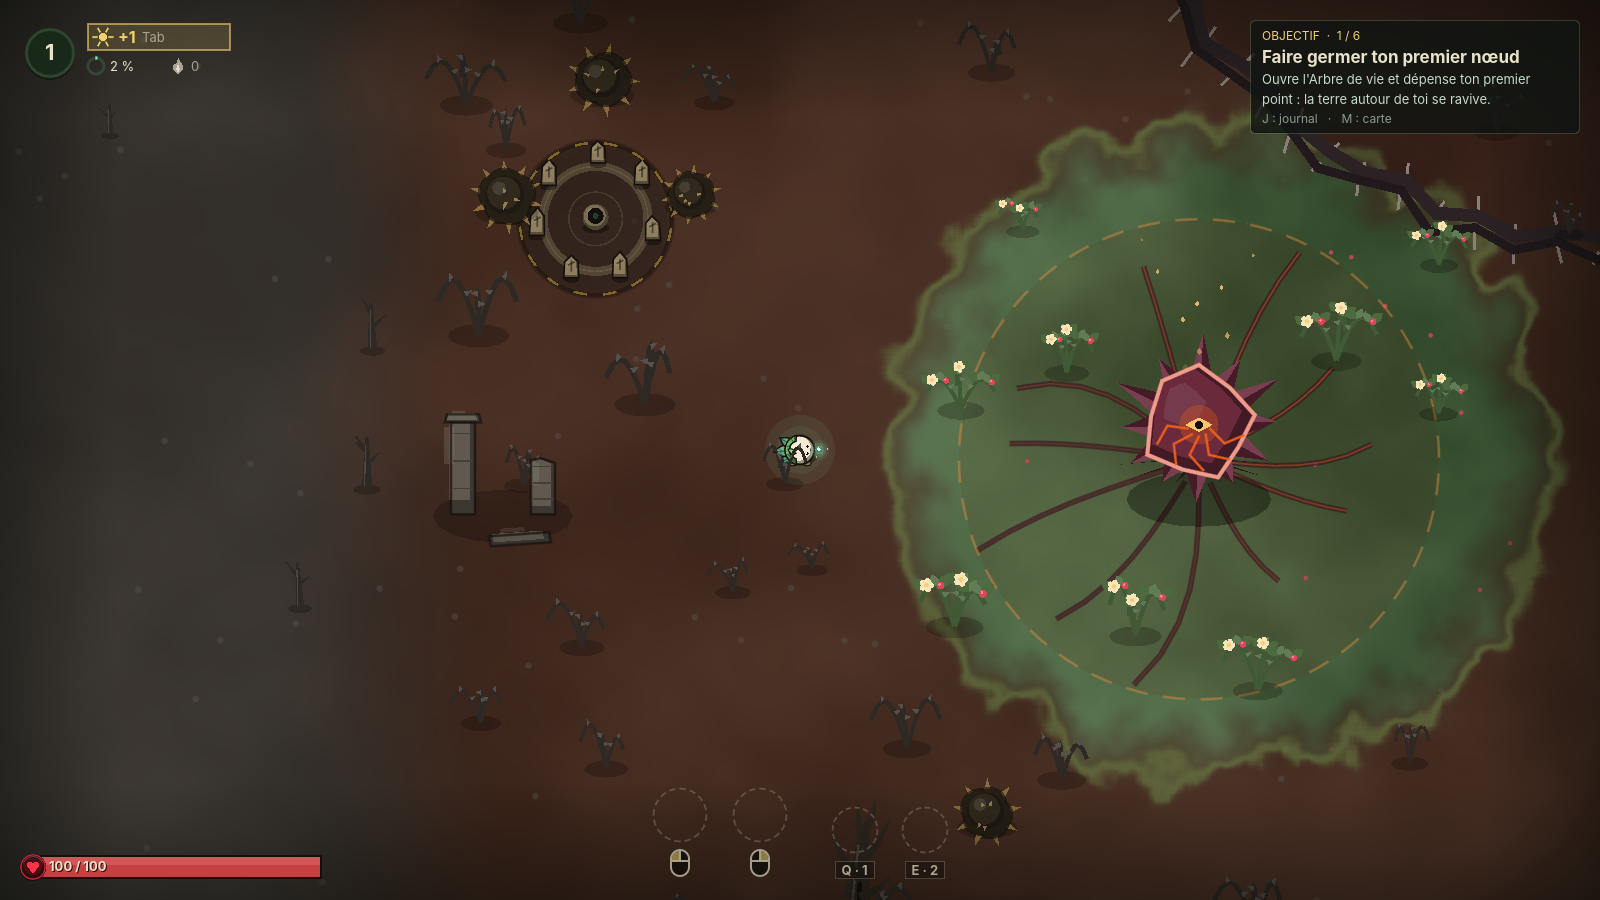 1
+1 Tab
2 %
0
OBJECTIF · 1 / 6
Faire germer ton premier nœud
Ouvre l'Arbre de vie et dépense ton premier
point : la terre autour de toi se ravive.
J : journal · M : carte
100 / 100
Q · 1
E · 2